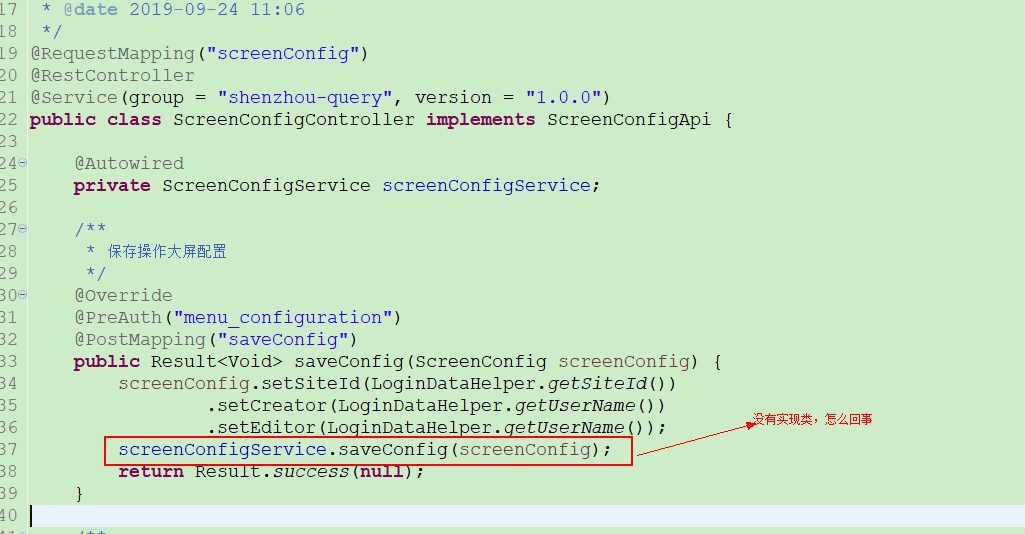 17 * @date 2019-09-24 11:06
18 */
19 @RequestMapping("screenConfig")
20 @RestController
21 @Service(group = "shenzhou-query", version = "1.0.0")
22 public class ScreenConfigController implements ScreenConfigApi {
23
24 @Autowired
25 private ScreenConfigService screenConfigService;
26
27 /**
28 * 保存操作大屏配置
29 */
30 @Override
31 @PreAuth("menu_configuration")
32 @PostMapping("saveConfig")
33 public Result<Void> saveConfig(ScreenConfig screenConfig) {
34 screenConfig.setSiteId(LoginDataHelper.getSiteId())
35 .setCreator(LoginDataHelper.getUserName())
36 .setEditor(LoginDataHelper.getUserName());
没有实现类，怎么回事
37 screenConfigService.saveConfig(screenConfig);
38 return Result.success(null);
39 }
40
41 /**